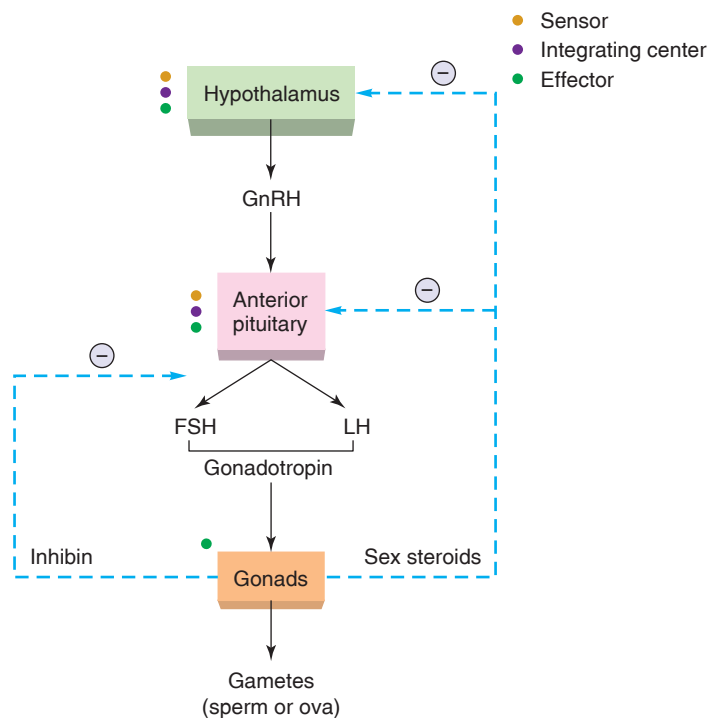 Sensor
Integrating center
Effector
−
Hypothalamus
GnRH
−
Anterior
pituitary
−
FSH
LH
Gonadotropin
Inhibin
Sex steroids
Gonads
Gametes
(sperm or ova)